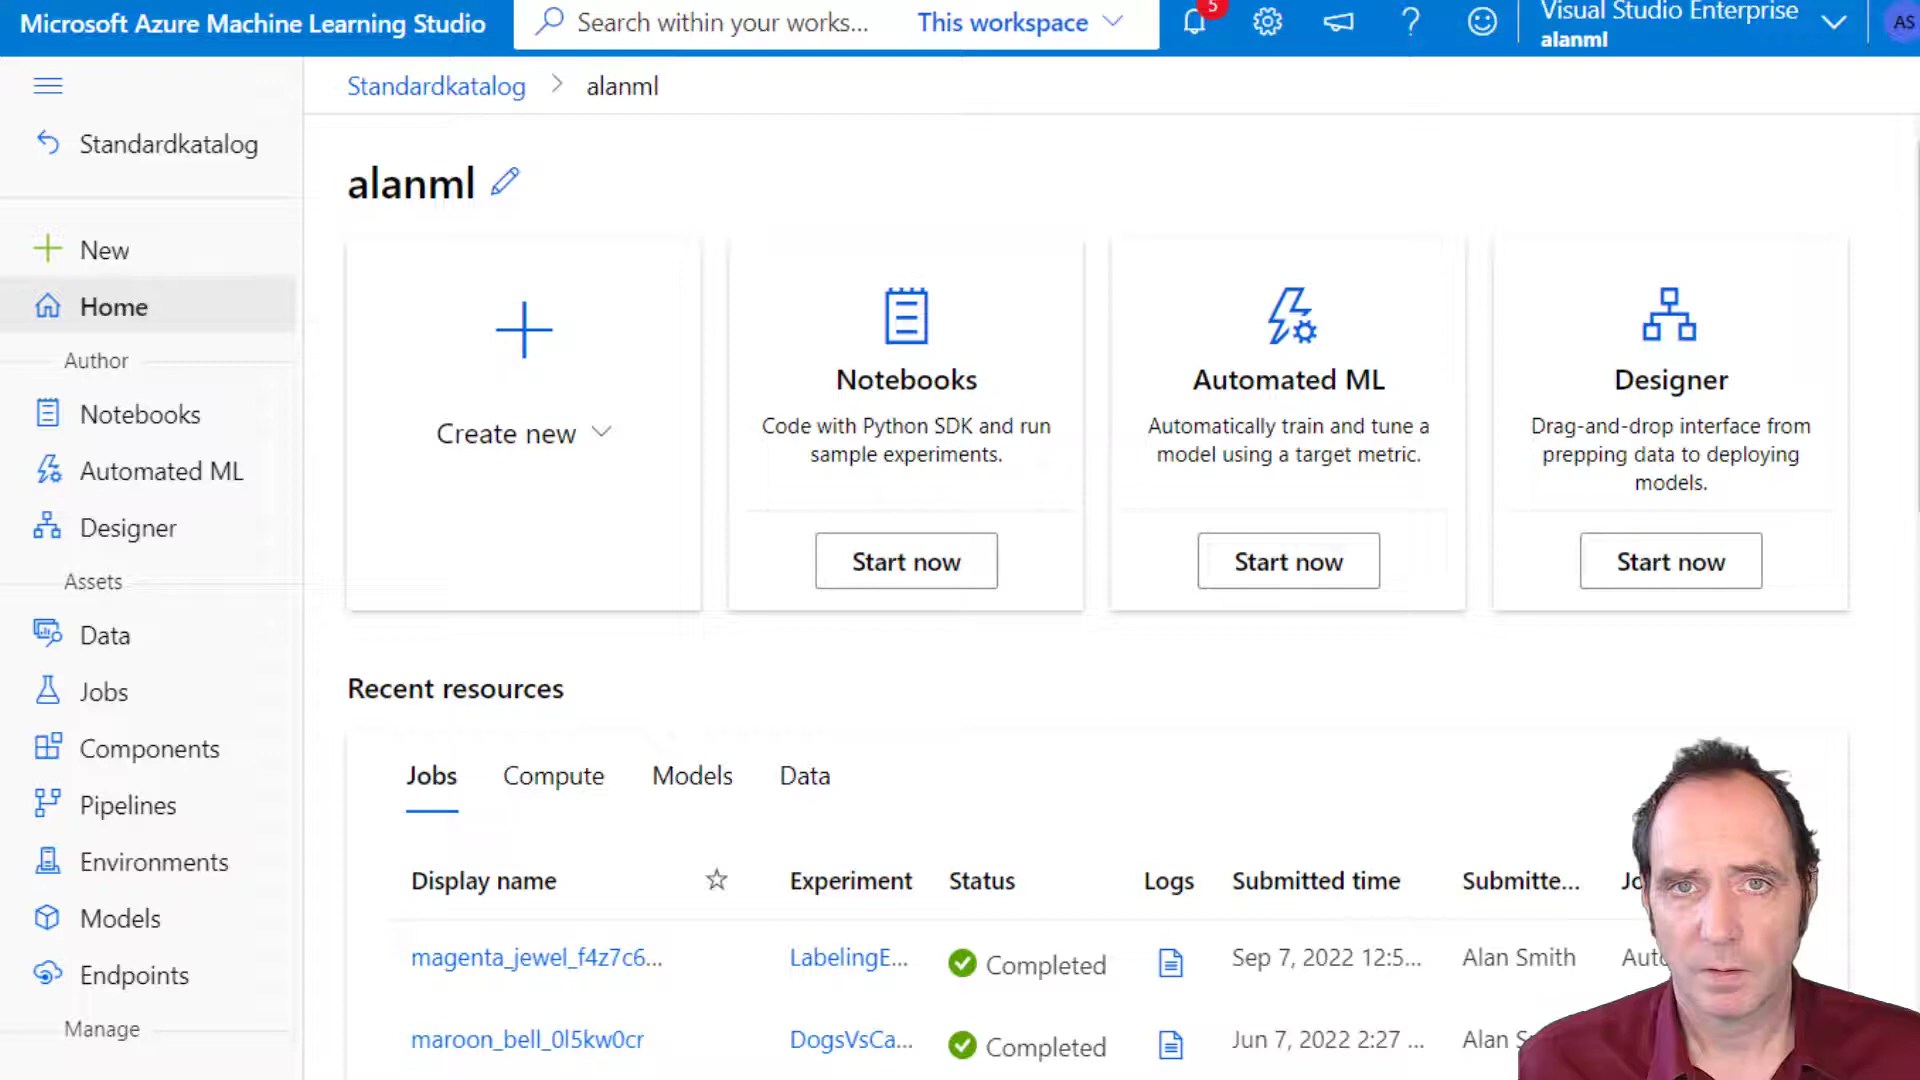 Microsoft Azure Machine Learning Studio
Search within your works...
This workspace
5
Visual Studio Enterprise
alanml
AS
Standardkatalog
alanml
Standardkatalog
alanml
New
Home
Author
Notebooks
Automated ML
Designer
Assets
Data
Jobs
Components
Pipelines
Environments
Models
Endpoints
Manage
Create new
Notebooks
Code with Python SDK and run
sample experiments.
Start now
Automated ML
Automatically train and tune a
model using a target metric.
Start now
Designer
Drag-and-drop interface from
prepping data to deploying
models.
Start now
Recent resources
Jobs Compute Models Data
Display name Experiment Status Logs Submitted time Submitte...
magenta_jewel_f4z7c6... LabelingE... Completed Sep 7, 2022 12:5... Alan Smith
maroon_bell_0l5kw0cr DogsVsCa... Completed Jun 7, 2022 2:27 ... Alan